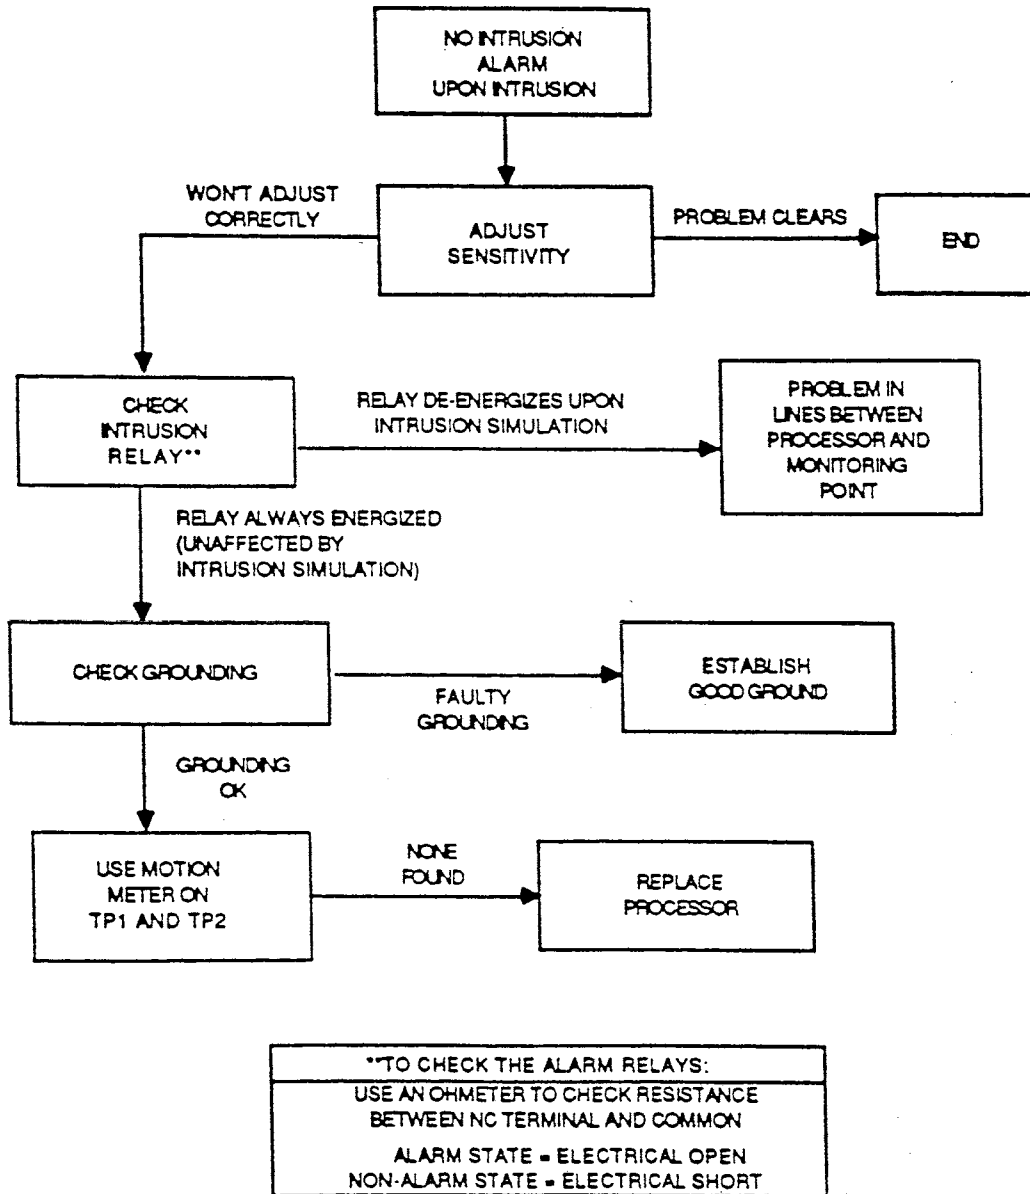 NO INTRUSION
ALARM
UPON INTRUSION
WON'T ADJUST
CORRECTLY
ADJUST
SENSITIVITY
PROBLEM CLEARS
END
CHECK
INTRUSION
RELAY**
RELAY DE-ENERGIZES UPON
INTRUSION SIMULATION
PROBLEM IN
LINES BETWEEN
PROCESSOR AND
MONITORING
POINT
RELAY ALWAYS ENERGIZED
(UNAFFECTED BY
INTRUSION SIMULATION)
CHECK GROUNDING
FAULTY
GROUNDING
ESTABLISH
GOOD GROUND
GROUNDING
OK
USE MOTION
METER ON
TP1 AND TP2
NONE
FOUND
REPLACE
PROCESSOR
**TO CHECK THE ALARM RELAYS:
USE AN OHMETER TO CHECK RESISTANCE
BETWEEN NC TERMINAL AND COMMON
ALARM STATE = ELECTRICAL OPEN
NON-ALARM STATE = ELECTRICAL SHORT